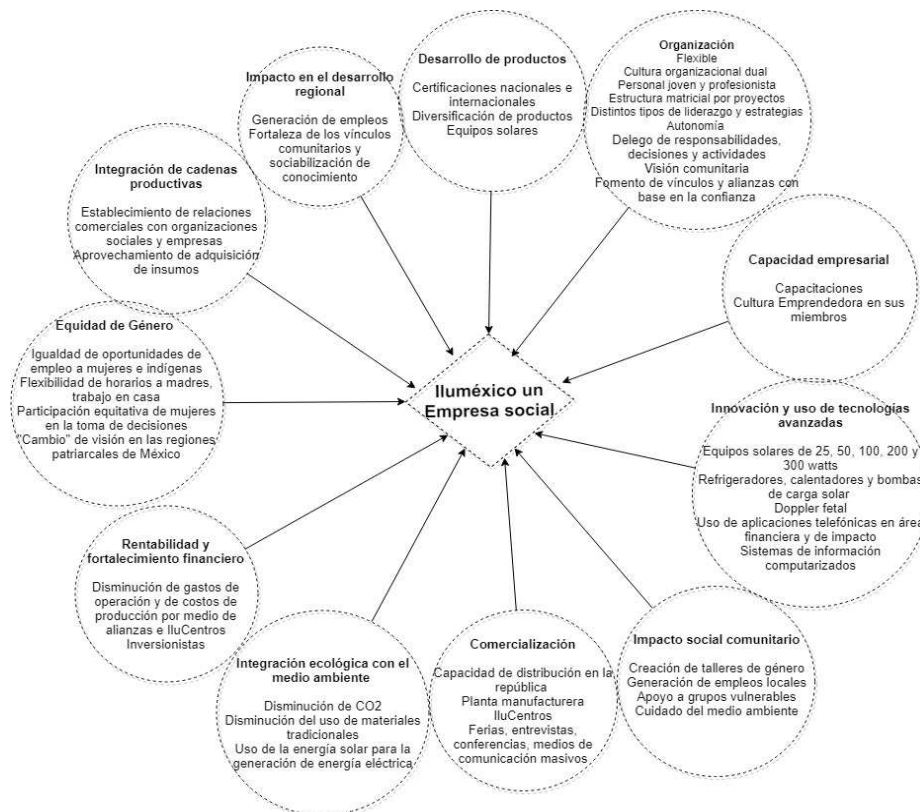 Desarrollo de productos
Certificaciones nacionales e
internacionales
Diversificación de productos
Equipos solares
Organización
Flexible
Cultura organizacional dual
Personal joven y profesionista
Estructura matricial por proyectos
Distintos tipos de liderazgo y estrategias
Autonomía
Delego de responsabilidades,
decisiones y actividades
Visión comunitaria
Fomento de vínculos y alianzas con
base en la confianza
Impacto en el desarrollo
regional
Generación de empleos
Fortaleza de los vínculos
comunitarios y
sociabilización de
conocimiento
Integración de cadenas
productivas
Establecimiento de relaciones
comerciales con organizaciones
sociales y empresas
Aprovechamiento de adquisición
de insumos
Capacidad empresarial
Capacitaciones
Cultura Emprendedora en sus
miembros
Equidad de Género
Igualdad de oportunidades de
empleo a mujeres e indígenas
Flexibilidad de horarios a madres,
trabajo en casa
Participación equitativa de mujeres
en la toma de decisiones
"Cambio" de visión en las regiones
patriarcales de México
Iluméxico un
Empresa social
Innovación y uso de tecnologías
avanzadas
Equipos solares de 25, 50, 100, 200 y
300 watts
Refrigeradores, calentadores y bombas
de carga solar
Doppler fetal
Uso de aplicaciones telefónicas en área
financiera y de impacto
Sistemas de información
computarizados
Rentabilidad y
fortalecimiento financiero
Disminución de gastos de
operación y de costos de
producción por medio de
alianzas e IluCentros
Inversionistas
Integración ecológica con el
medio ambiente
Disminución de CO2
Disminución del uso de materiales
tradicionales
Uso de la energía solar para la
generación de energía eléctrica
Comercialización
Capacidad de distribución en la
república
Planta manufacturera
IluCentros
Ferias, entrevistas,
conferencias, medios de
comunicación masivos
Impacto social comunitario
Creación de talleres de género
Generación de empleos locales
Apoyo a grupos vulnerables
Cuidado del medio ambiente